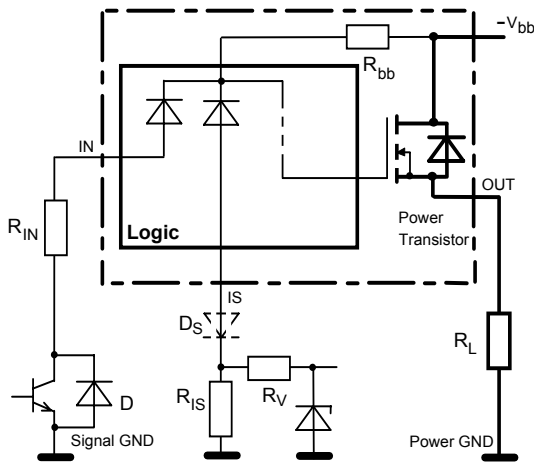 -Vbb
Rbb
IN
Logic
OUT
Power
Transistor
RIN
IS
DS
RL
D
RIS
RV
Signal GND
Power GND